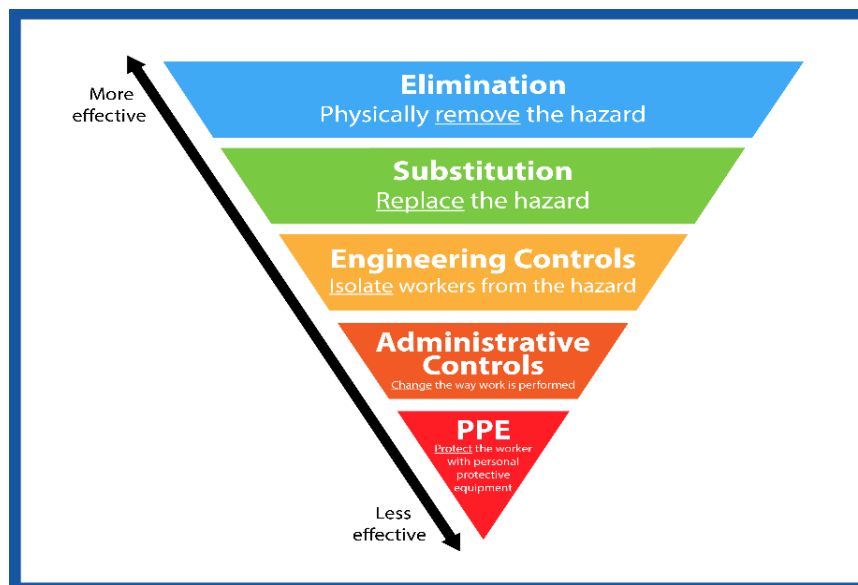 More
effective
Elimination
Physically remove the hazard
Substitution
Replace the hazard
Engineering Controls
Isolate workers from the hazard
Administrative
Controls
Change the way work is performed
PPE
Protect the worker
with personal
protective
equipment
Less
effective